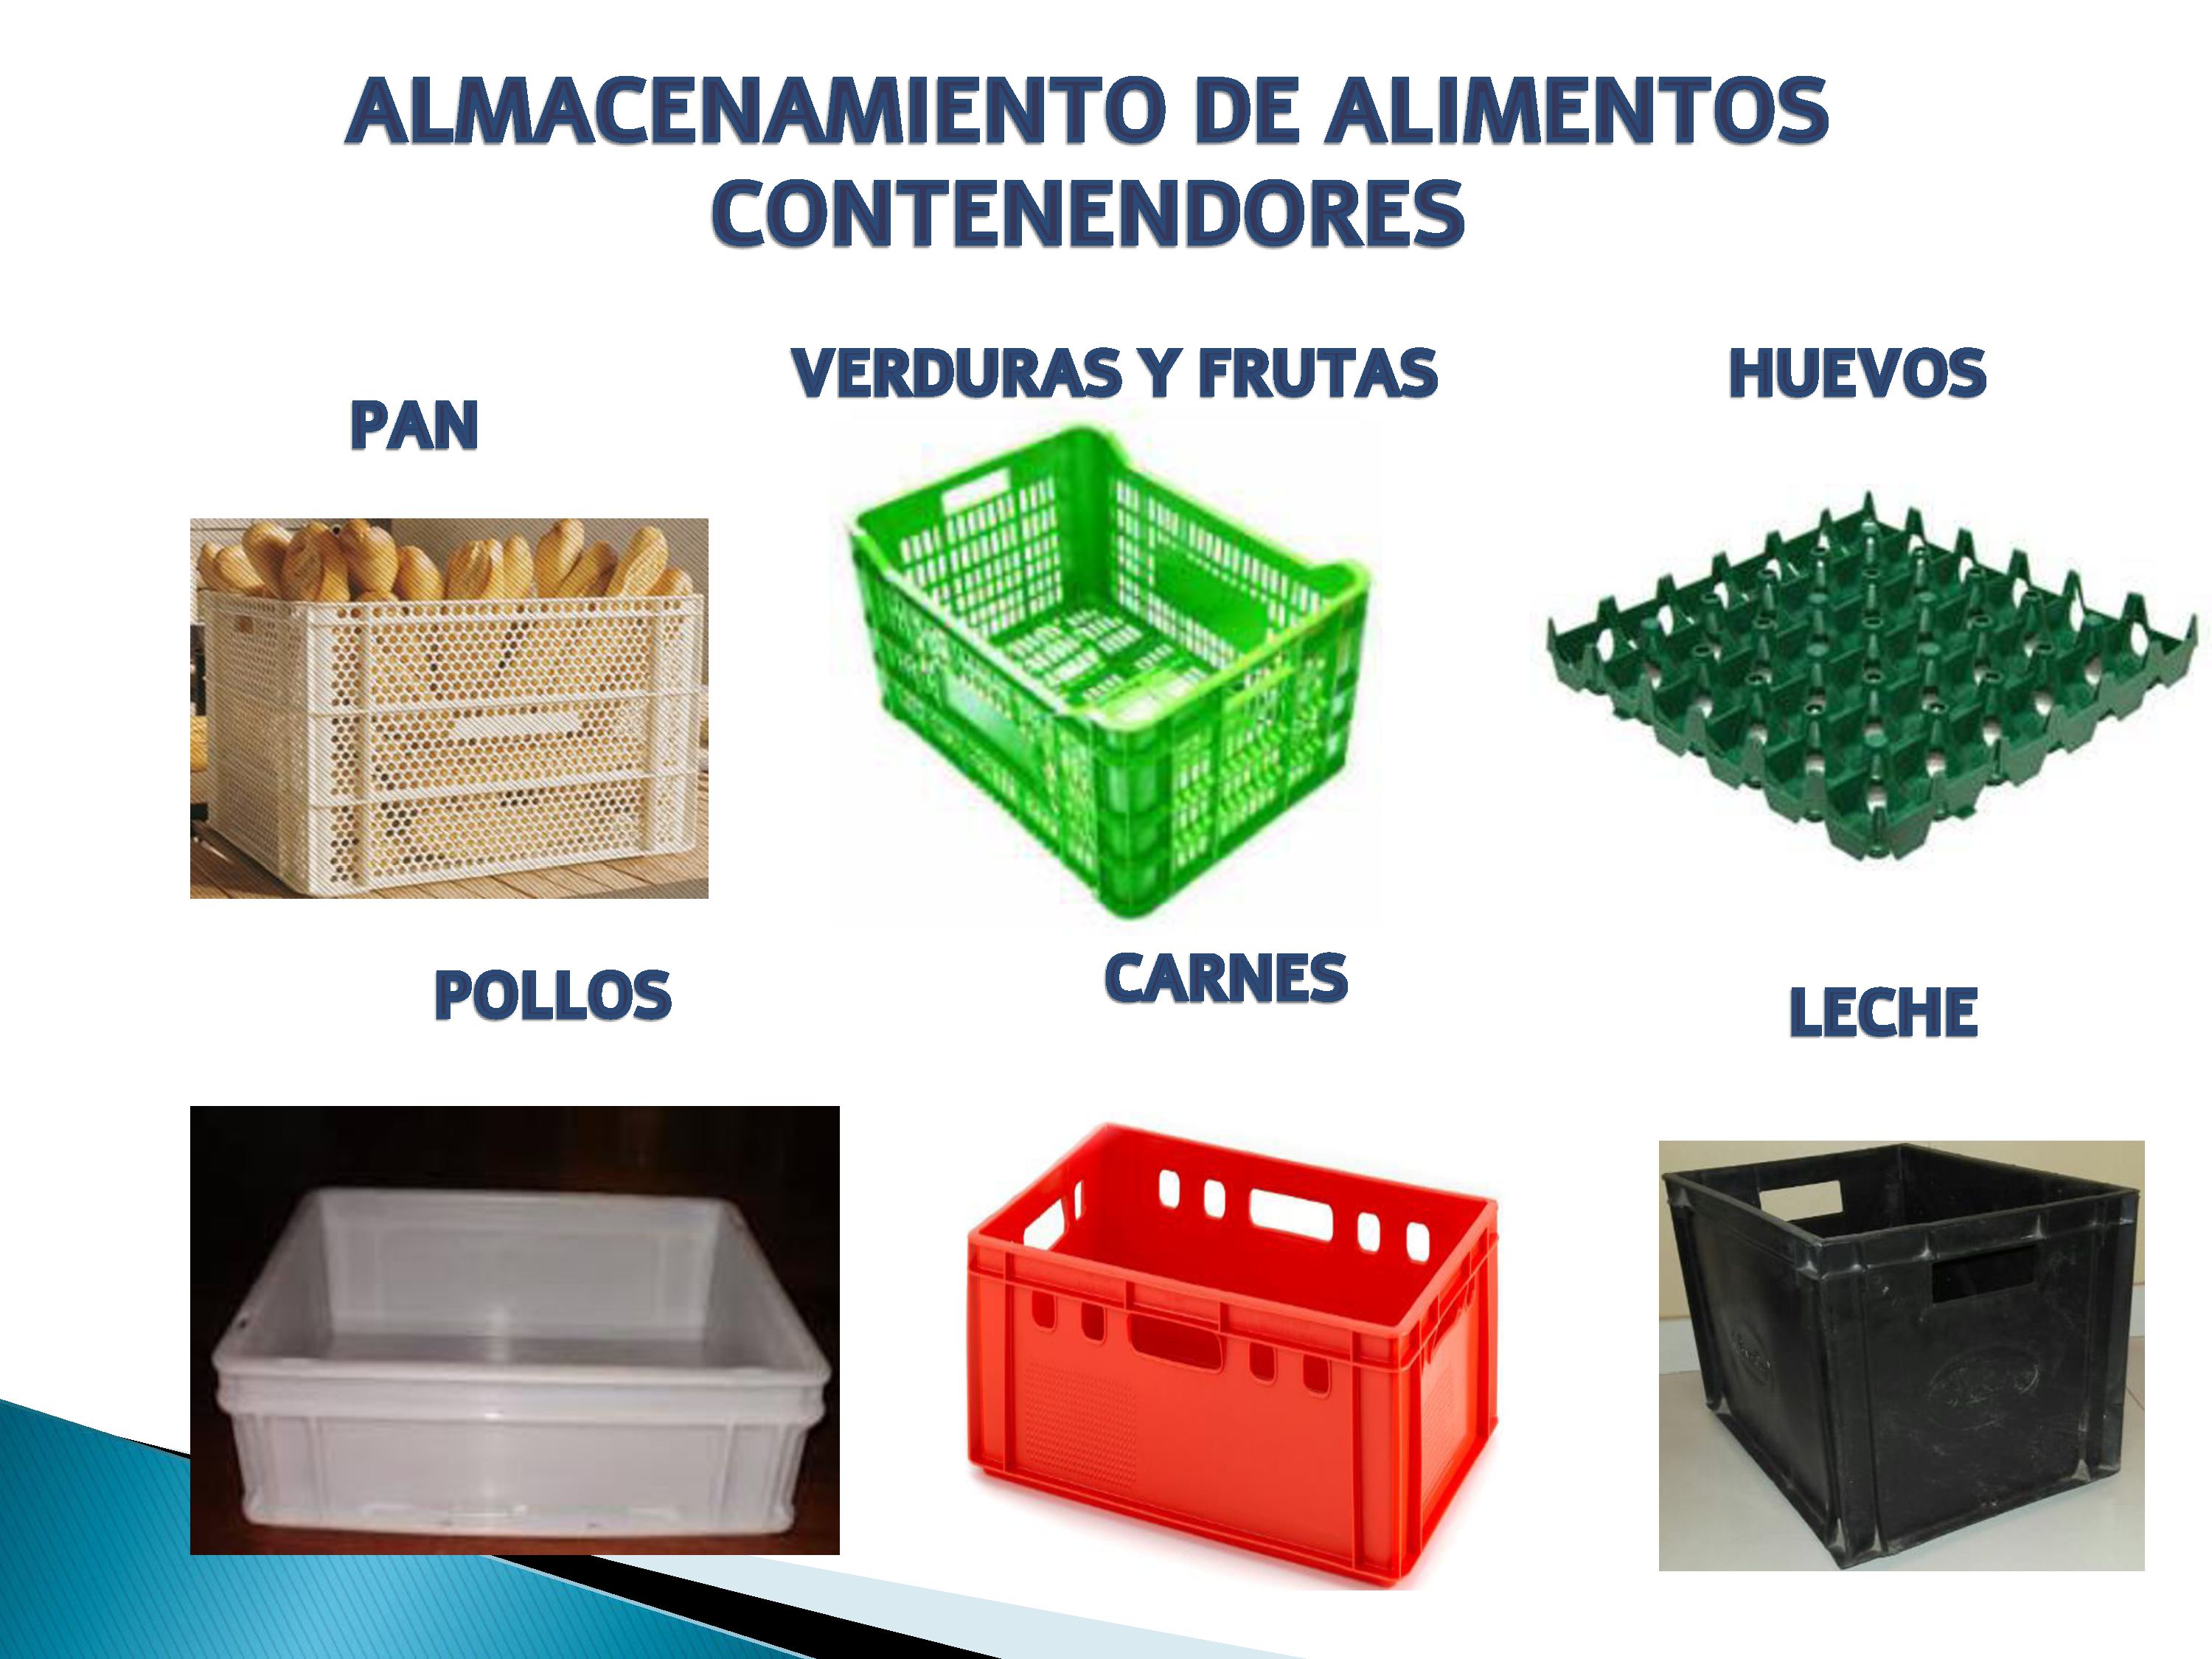 ALMACENAMIENTO DE ALIMENTOS
CONTENENDORES
PAN
VERDURAS Y FRUTAS
HUEVOS
POLLOS
CARNES
LECHE